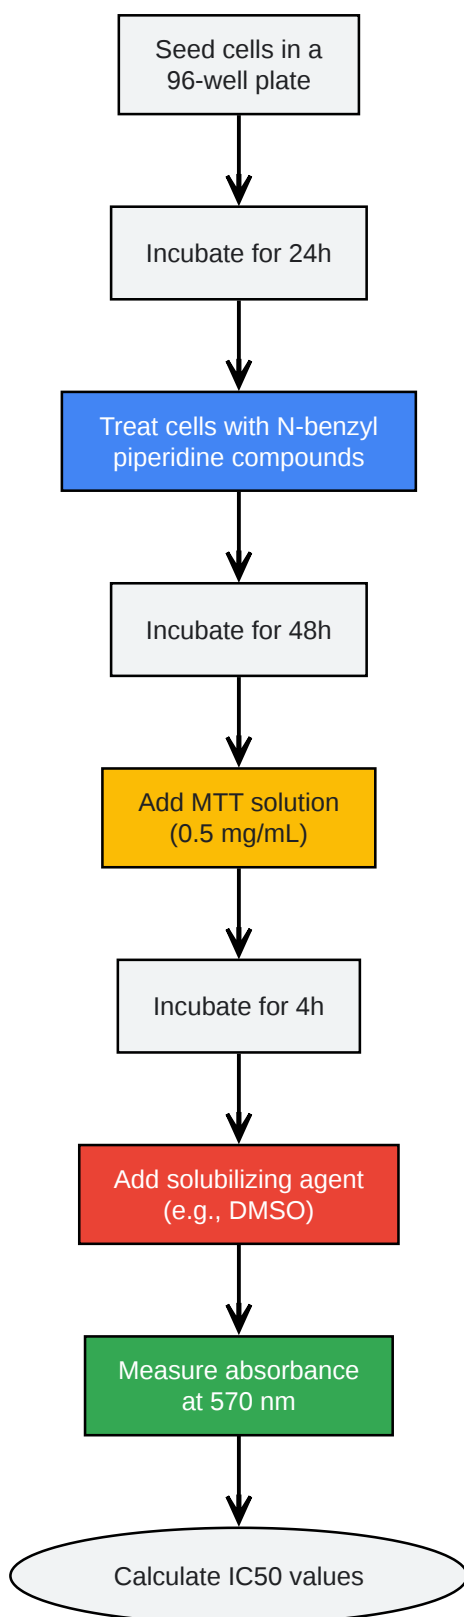 Seed cells in a
96-well plate
Incubate for 24h
Treat cells with N-benzyl
piperidine compounds
Incubate for 48h
Add MTT solution
(0.5 mg/mL)
Incubate for 4h
Add solubilizing agent
(e.g., DMSO)
Measure absorbance
at 570 nm
Calculate IC50 values